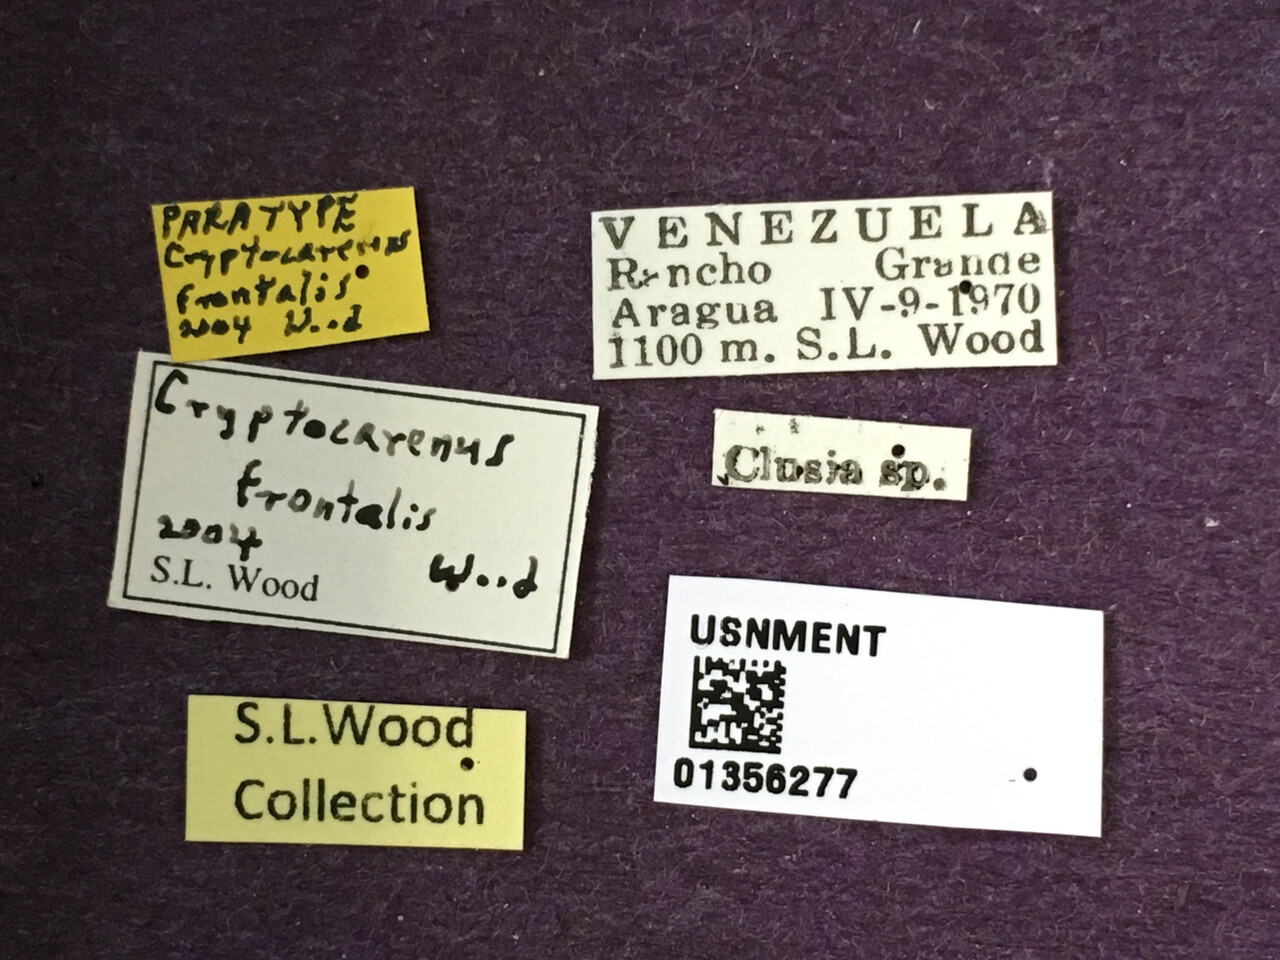 PARATYPE
Cryptocarenus
frontalis
2004 Wood
VENEZUELA
Rancho Grande
Aragua IV-9-1970
1100 m. S.L. Wood
Cryptocarenus
frontalis
2004 Wood
S.L. Wood
Clusia sp.
S.L.Wood
Collection
USNMENT
01356277